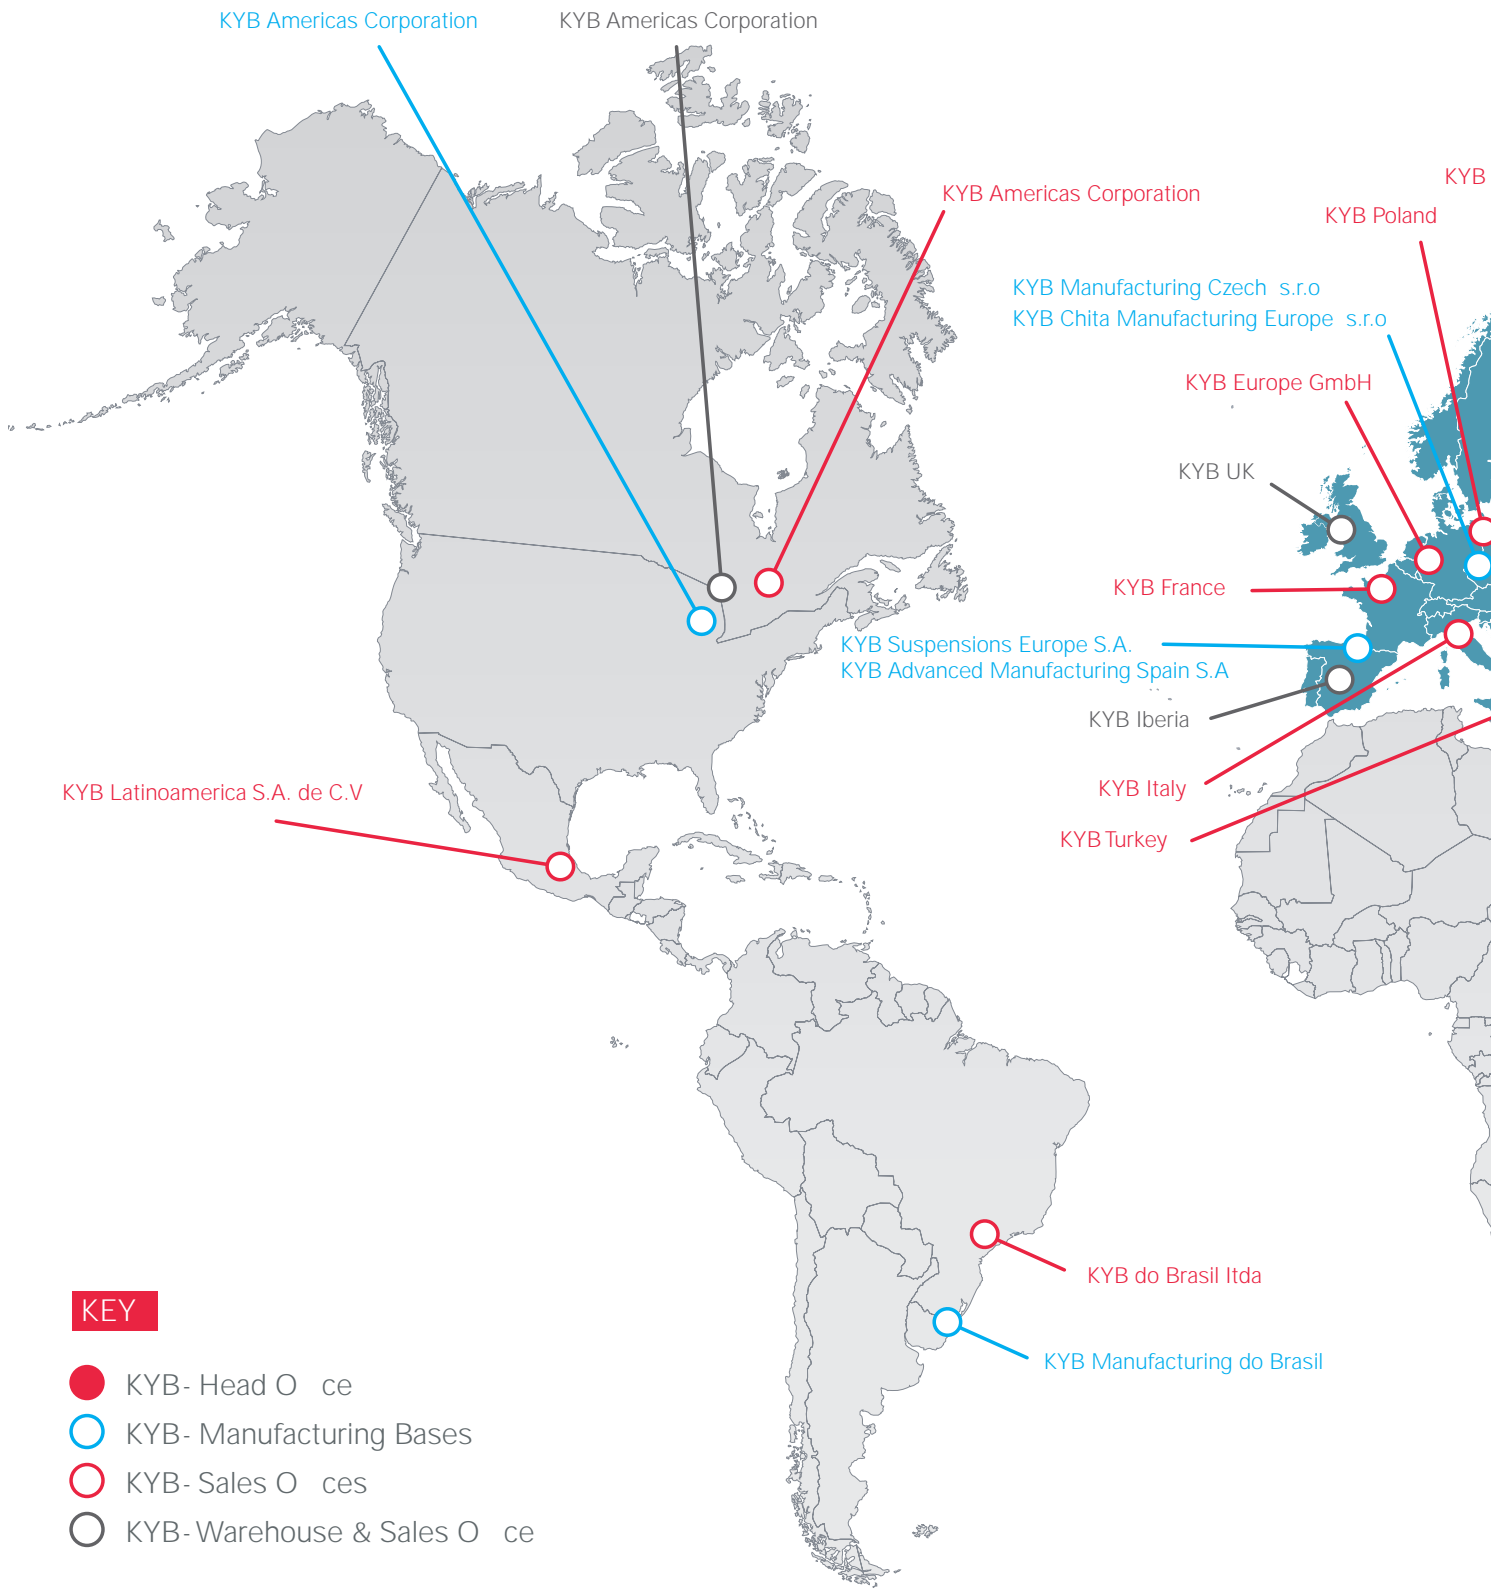 KYB Americas Corporation
KYB Americas Corporation
KYB
KYB Americas Corporation
KYB Poland
KYB Manufacturing Czech s.r.o
KYB Chita Manufacturing Europe s.r.o
KYB Europe GmbH
KYB UK
KYB France
KYB Suspensions Europe S.A.
KYB Advanced Manufacturing Spain S.A
KYB Iberia
KYB Italy
KYB Latinoamerica S.A. de C.V
KYB Turkey
KYB do Brasil ltda
KYB Manufacturing do Brasil
KEY
KYB- Head O ce
KYB- Manufacturing Bases
KYB- Sales O ces
KYB- Warehouse & Sales O ce